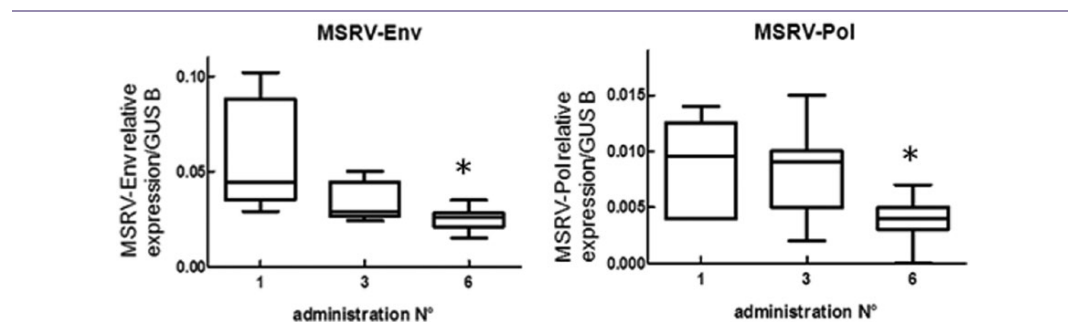 MSRV-Env
MSRV-Env relative
expression/GUS B
0.10
0.05
0.00
*
1 3 6
administration N°
MSRV-Pol
MSRV-Pol relative
expression/GUS B
0.015
0.010
0.005
0.000
*
1 3 6
administration N°